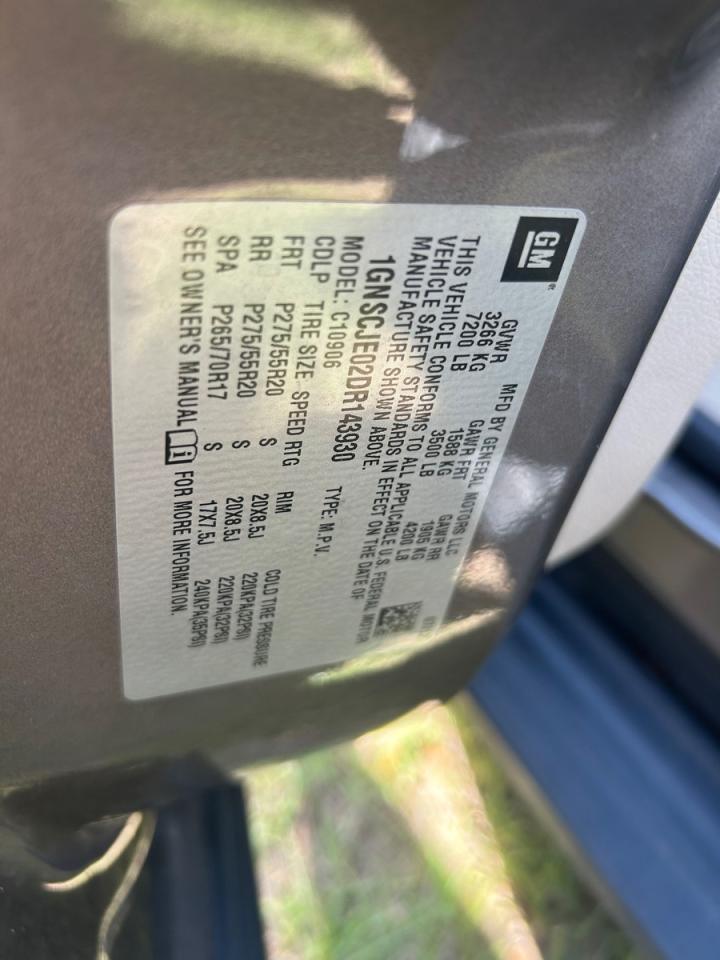 GM
MFD BY GENERAL MOTORS LLC
GVWR GAWR FRT GAWR RR
3266 KG 1588 KG 1905 KG
7200 LB 3500 LB 4200 LB
THIS VEHICLE CONFORMS TO ALL APPLICABLE U.S. FEDERAL MOTOR
VEHICLE SAFETY STANDARDS IN EFFECT ON THE DATE OF
MANUFACTURE SHOWN ABOVE.
1GNSCJE02DR143930 TYPE: M.P.V.
MODEL: C10906
CDLP TIRE SIZE SPEED RTG RIM COLD TIRE PRESSURE
FRT P275/55R20 S 20X8.5J 220KPA(32PSI)
RR P275/55R20 S 20X8.5J 220KPA(32PSI)
SPA P265/70R17 S 17X7.5J 240KPA(35PSI)
SEE OWNER'S MANUAL FOR MORE INFORMATION.